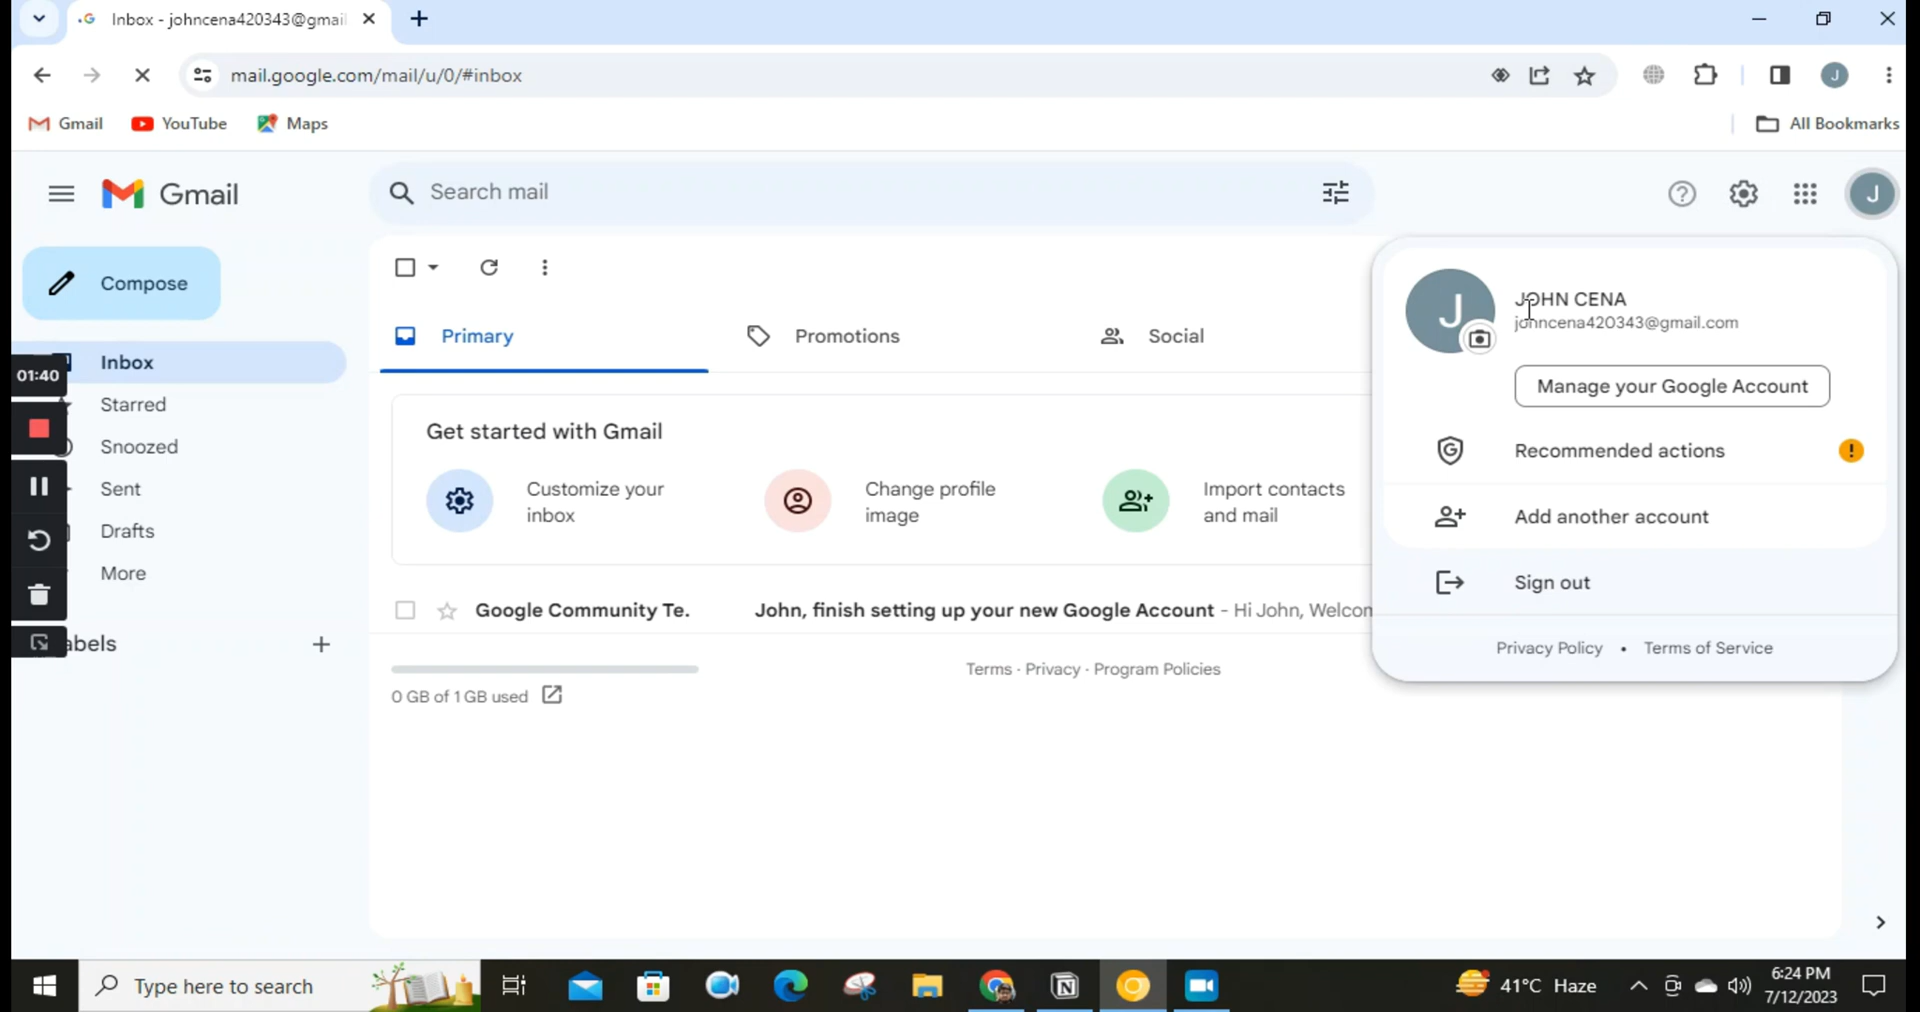 Inbox - johncena420343@gmail
mail.google.com/mail/u/0/#inbox
J
Gmail
YouTube
Maps
All Bookmarks
Gmail
Search mail
J
Compose
Primary
Promotions
Social
Inbox
Starred
Snoozed
Sent
Drafts
More
abels
01:40
Get started with Gmail
Customize your
inbox
Change profile
image
Import contacts
and mail
Google Community Te.
John, finish setting up your new Google Account - Hi John, Welcom
0 GB of 1 GB used
Terms · Privacy · Program Policies
J
JOHN CENA
johncena420343@gmail.com
Manage your Google Account
Recommended actions
Add another account
Sign out
Privacy Policy • Terms of Service
Type here to search
41°C Haze
6:24 PM
7/12/2023